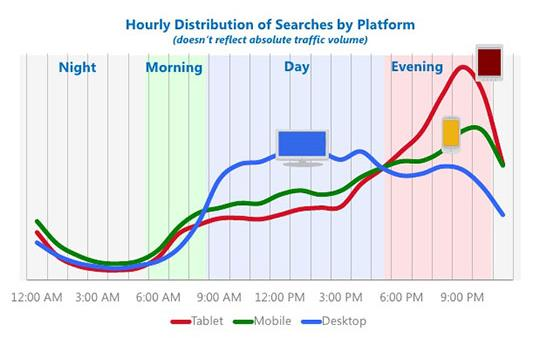 Hourly Distribution of Searches by Platform
(doesn't reflect absolute traffic volume)
Night Morning Day Evening
12:00 AM 3:00 AM 6:00 AM 9:00 AM 12:00 PM 3:00 PM 6:00 PM 9:00 PM
Tablet Mobile Desktop